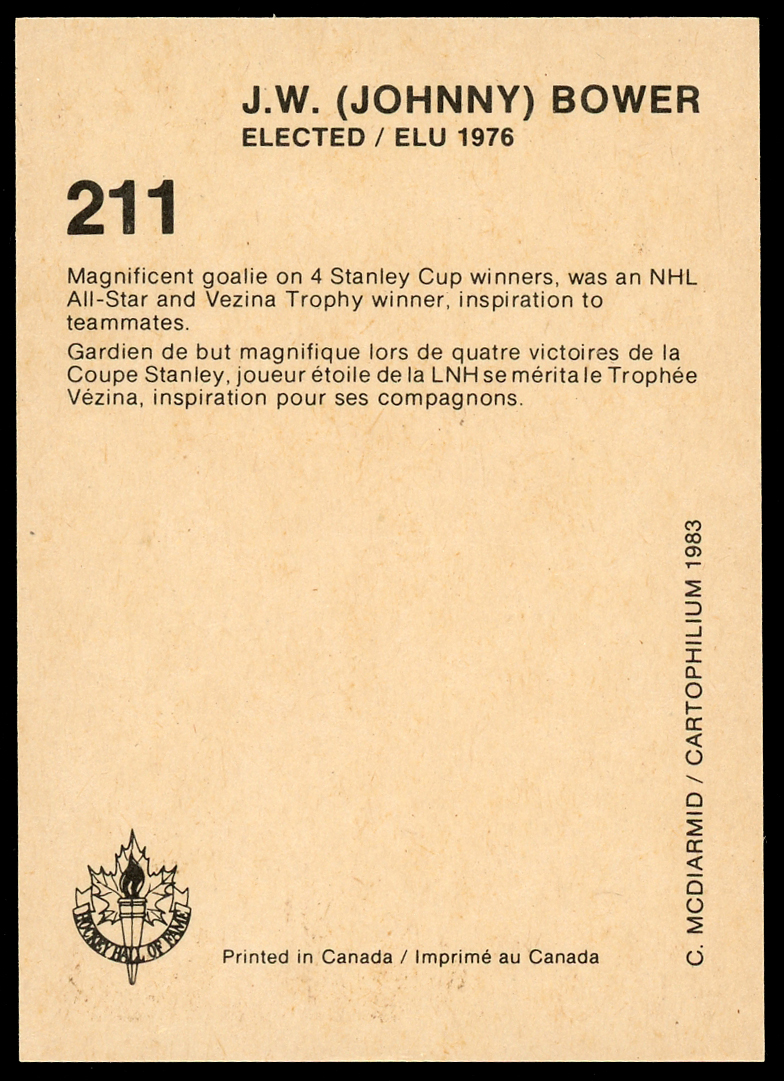 J.W. (JOHNNY) BOWER
ELECTED / ELU 1976
211
Magnificent goalie on 4 Stanley Cup winners, was an NHL
All-Star and Vezina Trophy winner, inspiration to
teammates.
Gardien de but magnifique lors de quatre victoires de la
Coupe Stanley, joueur étoile de la LNH se mérita le Trophée
Vézina, inspiration pour ses compagnons.
C. MCDIARMID / CARTOPHILIUM 1983
HOCKEY HALL OF FAME
Printed in Canada / Imprimé au Canada